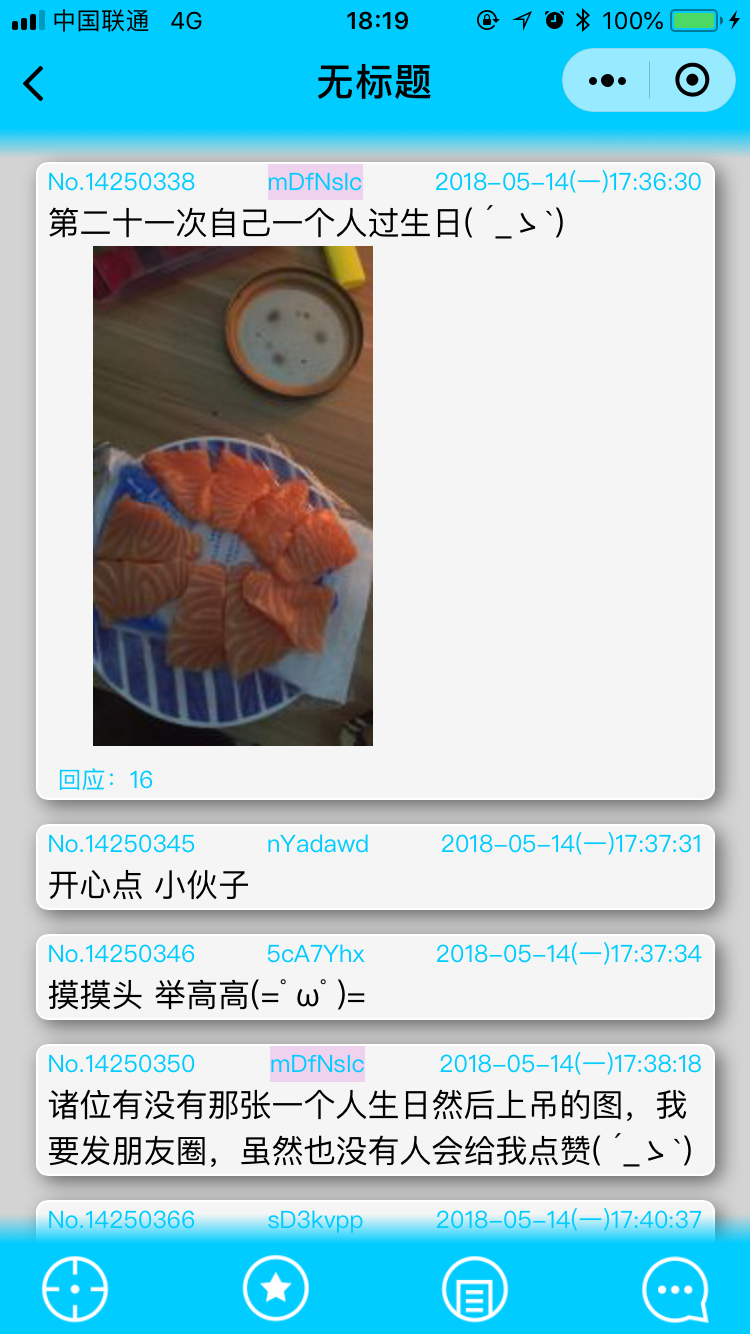 中国联通 4G 18:19 100%
无标题
No.14250338 mDfNslc 2018-05-14(一)17:36:30
第二十一次自己一个人过生日( ´_ゝ`)
回应：16
No.14250345 nYadawd 2018-05-14(一)17:37:31
开心点 小伙子
No.14250346 5cA7Yhx 2018-05-14(一)17:37:34
摸摸头 举高高(=ﾟωﾟ)=
No.14250350 mDfNslc 2018-05-14(一)17:38:18
诸位有没有那张一个人生日然后上吊的图，我
要发朋友圈，虽然也没有人会给我点赞( ´_ゝ`)
No.14250366 sD3kvpp 2018-05-14(一)17:40:37